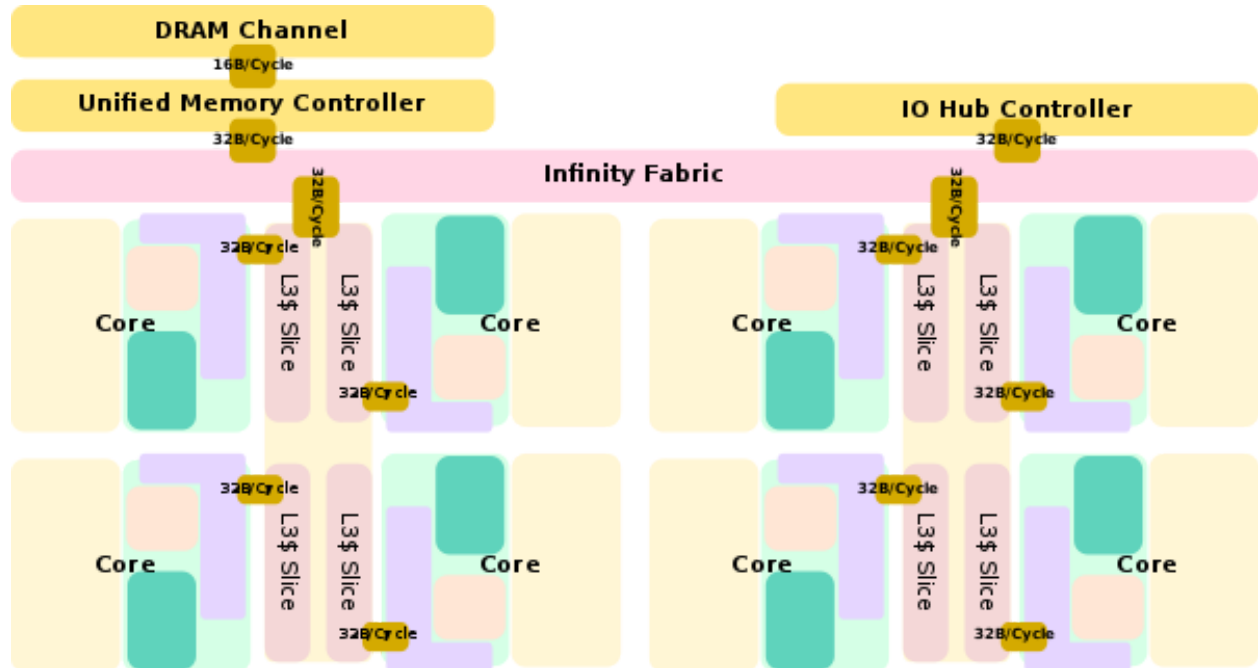 DRAM Channel
16B/Cycle
Unified Memory Controller
IO Hub Controller
32B/Cycle
32B/Cycle
Infinity Fabric
32B/Cycle
32B/Cycle
32B/Cycle
32B/Cycle
L3$ Slice
L3$ Slice
L3$ Slice
L3$ Slice
Core
Core
Core
Core
32B/Cycle
32B/Cycle
32B/Cycle
32B/Cycle
L3$ Slice
L3$ Slice
L3$ Slice
L3$ Slice
Core
Core
Core
Core
32B/Cycle
32B/Cycle